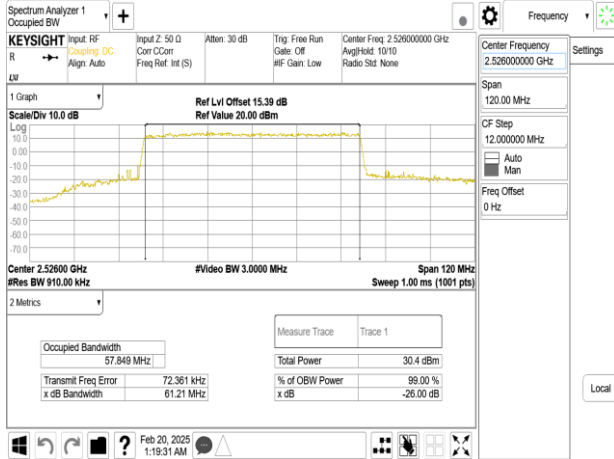 Spectrum Analyzer 1
Occupied BW
+
Frequency
KEYSIGHT
R
LXI
Input: RF
Coupling: DC
Align: Auto
Input Z: 50 Ω
Corr CCorr
Freq Ref: Int (S)
Atten: 30 dB
Trig: Free Run
Gate: Off
#IF Gain: Low
Center Freq: 2.526000000 GHz
Avg|Hold: 10/10
Radio Std: None
Center Frequency
2.526000000 GHz
Settings
Span
120.00 MHz
CF Step
12.000000 MHz
Auto
Man
Freq Offset
0 Hz
Local
1 Graph
Scale/Div 10.0 dB
Ref Lvl Offset 15.39 dB
Ref Value 20.00 dBm
Log
10.0
0.00
-10.0
-20.0
-30.0
-40.0
-50.0
-60.0
-70.0
Center 2.52600 GHz
#Video BW 3.0000 MHz
Span 120 MHz
#Res BW 910.00 kHz
Sweep 1.00 ms (1001 pts)
2 Metrics
Measure Trace Trace 1
Occupied Bandwidth
57.849 MHz
Total Power 30.4 dBm
Transmit Freq Error 72.361 kHz
% of OBW Power 99.00 %
x dB Bandwidth 61.21 MHz
x dB -26.00 dB
?
Feb 20, 2025
1:19:31 AM